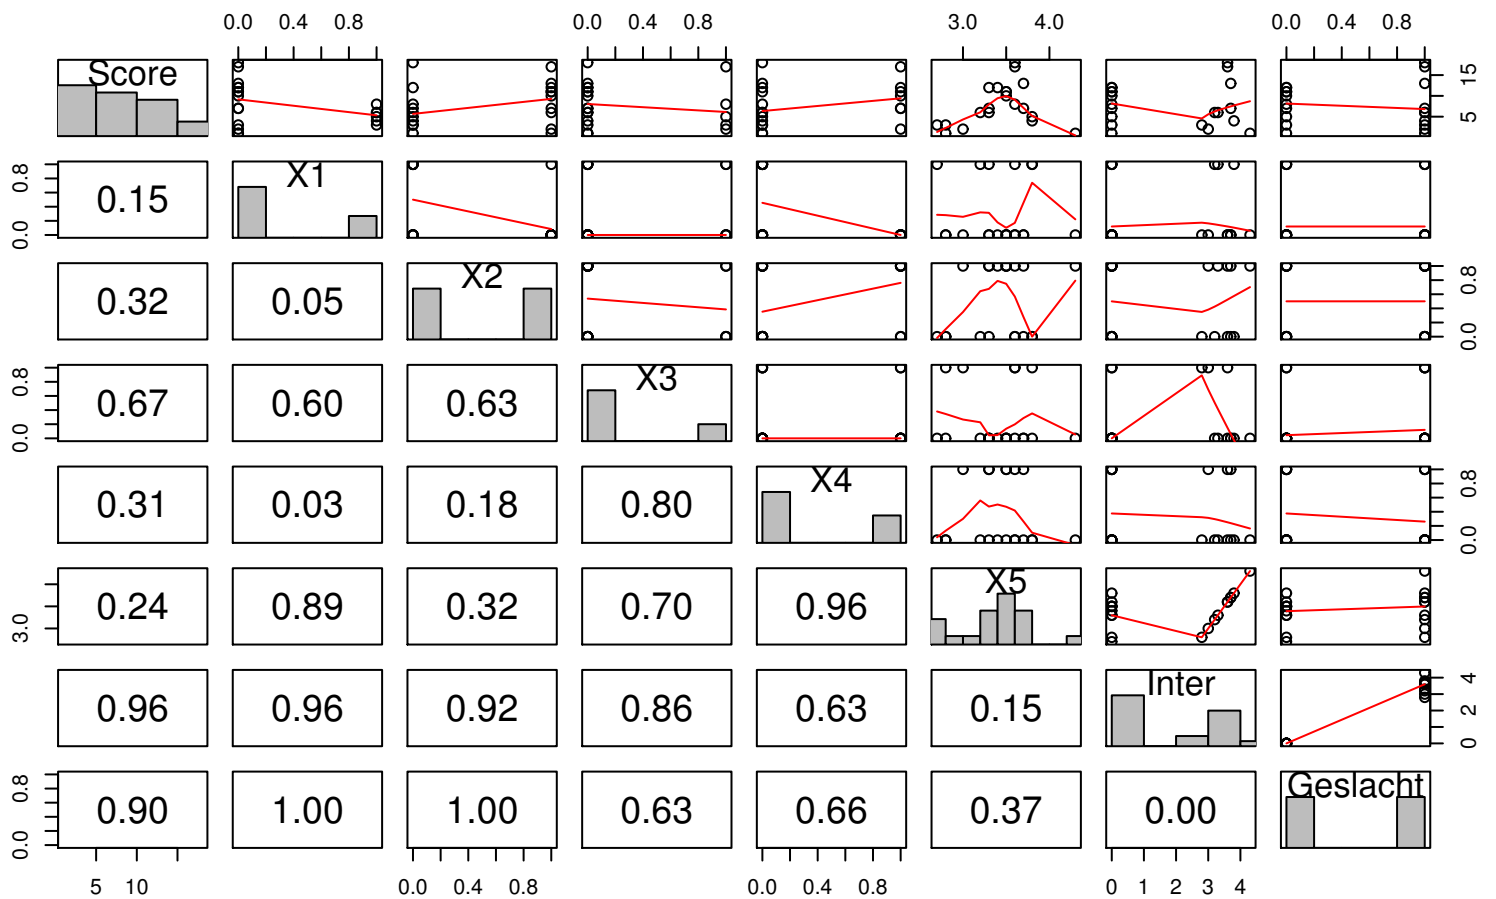 0.0 0.4 0.8 0.0 0.4 0.8 3.0 4.0 0.0 0.4 0.8
Score 5 15
0.0 0.8 0.15 X1
0.32 0.05 X2 0.0 0.8
0.0 0.8 0.67 0.60 0.63 X3
0.31 0.03 0.18 0.80 X4 0.0 0.8
3.0 0.24 0.89 0.32 0.70 0.96 X5
0.96 0.96 0.92 0.86 0.63 0.15 Inter 0 2 4
0.0 0.8 0.90 1.00 1.00 0.63 0.66 0.37 0.00 Geslacht
5 10 0.0 0.4 0.8 0.0 0.4 0.8 0 1 2 3 4